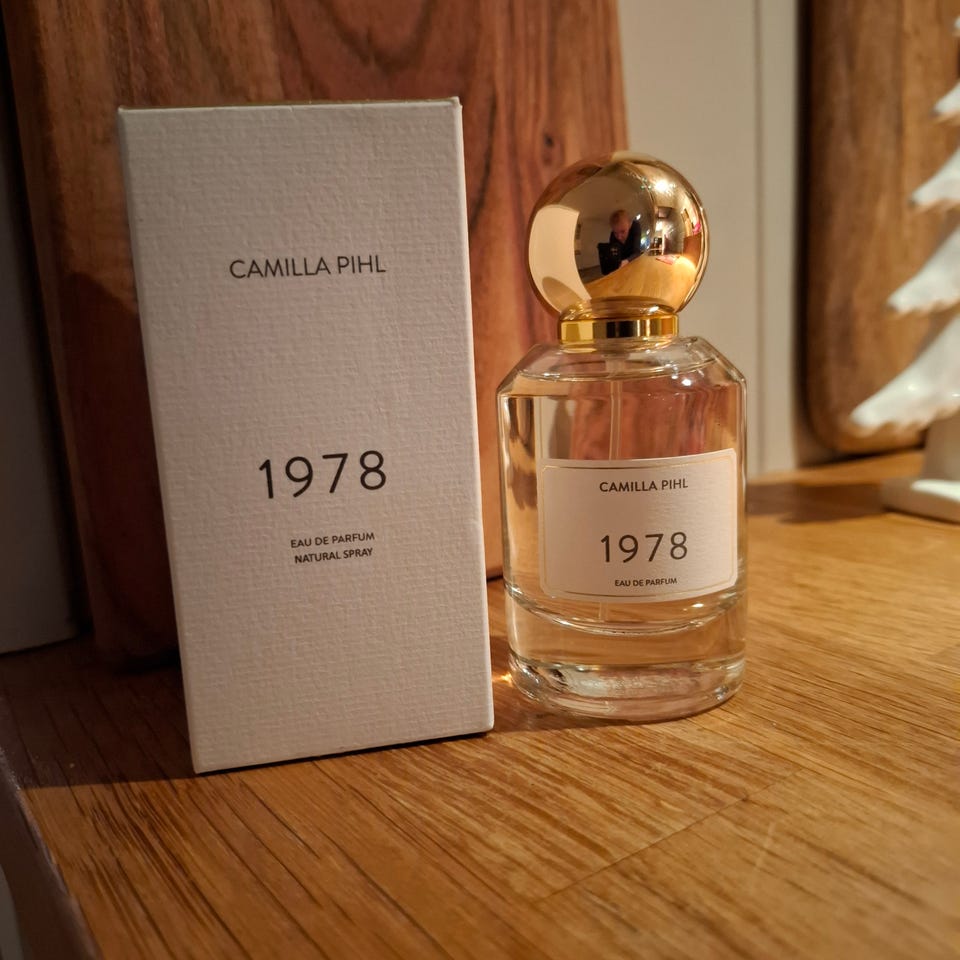 CAMILLA PIHL
1978
EAU DE PARFUM
NATURAL SPRAY
CAMILLA PIHL
1978
EAU DE PARFUM